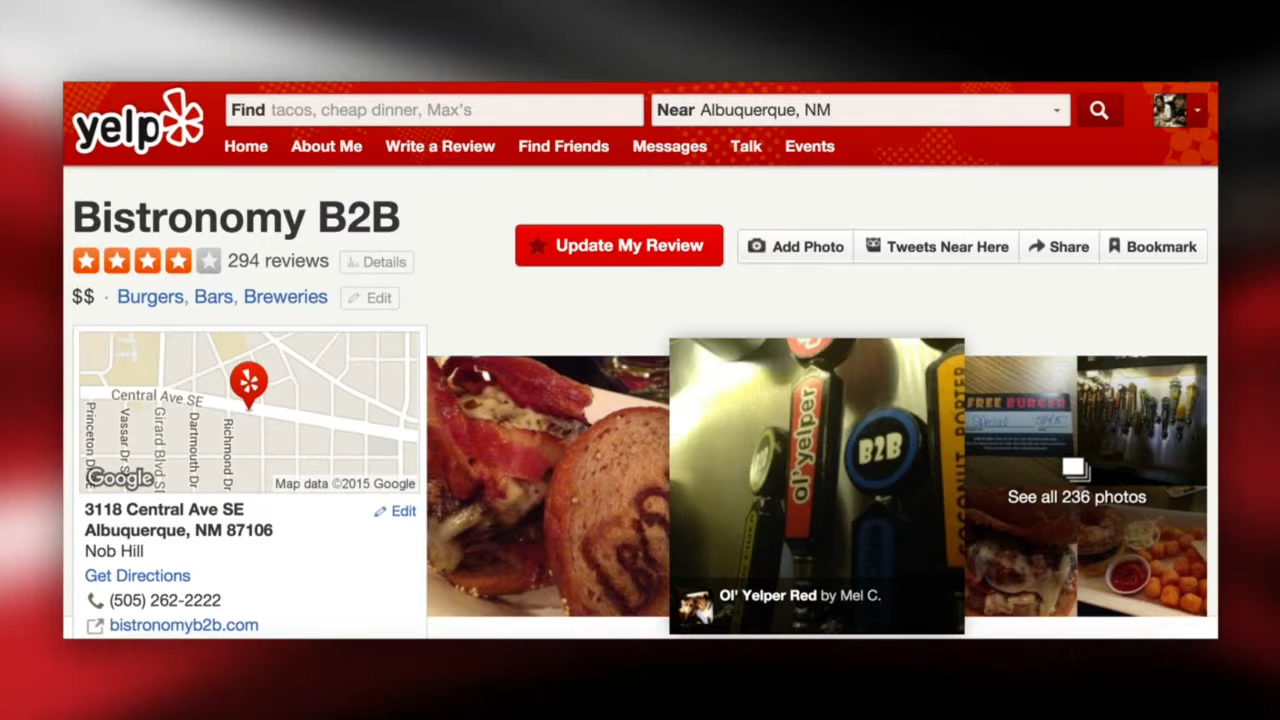 yelp
Find tacos, cheap dinner, Max's
Near Albuquerque, NM
Home About Me Write a Review Find Friends Messages Talk Events
Bistronomy B2B
294 reviews Details
Update My Review
Add Photo Tweets Near Here Share Bookmark
$$ · Burgers, Bars, Breweries Edit
Central Ave SE
Vassar Dr S
Girard Blvd S
Dartmouth Dr
Richmond Dr
Google
Map data ©2015 Google
3118 Central Ave SE
Edit
Albuquerque, NM 87106
Nob Hill
Get Directions
(505) 262-2222
bistronomyb2b.com
ol'yelper
B2B
COCONUT PORTER
Ol' Yelper Red by Mel C.
FREE BURGER
See all 236 photos